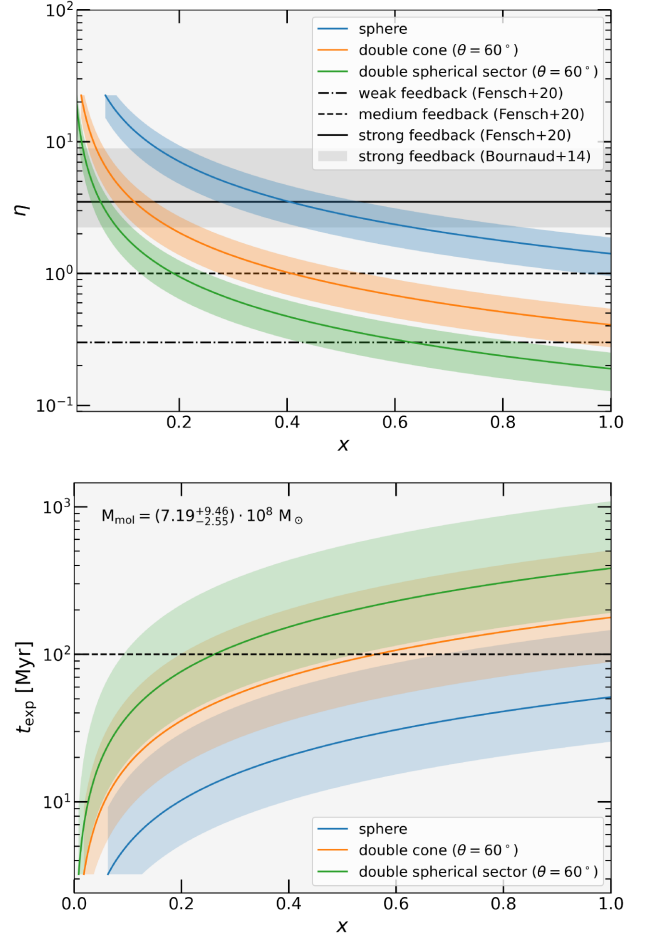 10²
sphere
double cone (θ = 60°)
double spherical sector (θ = 60°)
weak feedback (Fensch+20)
medium feedback (Fensch+20)
strong feedback (Fensch+20)
strong feedback (Bournaud+14)
10¹
η
10⁰
10⁻¹
0.2 0.4 0.6 0.8 1.0
x
M_mol = (7.19^{+9.46}_{-2.55}) · 10⁸ M_⊙
10³
t_exp [Myr]
10²
10¹
sphere
double cone (θ = 60°)
double spherical sector (θ = 60°)
0.0 0.2 0.4 0.6 0.8 1.0
x